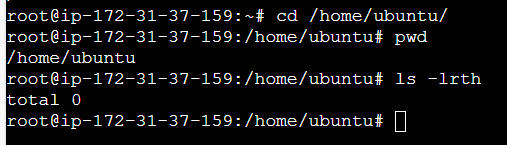 root@ip-172-31-37-159:~# cd /home/ubuntu/
root@ip-172-31-37-159:/home/ubuntu# pwd
/home/ubuntu
root@ip-172-31-37-159:/home/ubuntu# ls -lrth
total 0
root@ip-172-31-37-159:/home/ubuntu#